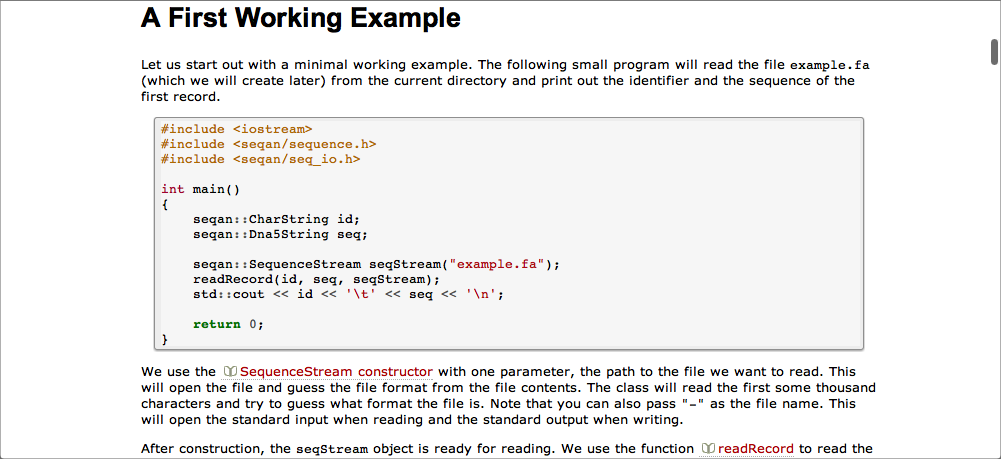 A First Working Example
Let us start out with a minimal working example. The following small program will read the file example.fa
(which we will create later) from the current directory and print out the identifier and the sequence of the
first record.
#include <iostream>
#include <seqan/sequence.h>
#include <seqan/seq_io.h>
int main()
{
    seqan::CharString id;
    seqan::Dna5String seq;
    seqan::SequenceStream seqStream("example.fa");
    readRecord(id, seq, seqStream);
    std::cout << id << '\t' << seq << '\n';
    return 0;
}
We use the SequenceStream constructor with one parameter, the path to the file we want to read. This
will open the file and guess the file format from the file contents. The class will read the first some thousand
characters and try to guess what format the file is. Note that you can also pass "-" as the file name. This
will open the standard input when reading and the standard output when writing.
After construction, the seqStream object is ready for reading. We use the function readRecord to read the